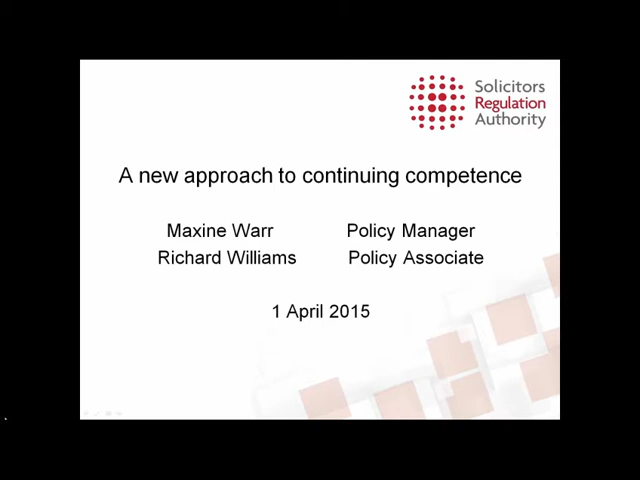 Solicitors
Regulation
Authority
A new approach to continuing competence
Maxine Warr Policy Manager
Richard Williams Policy Associate
1 April 2015